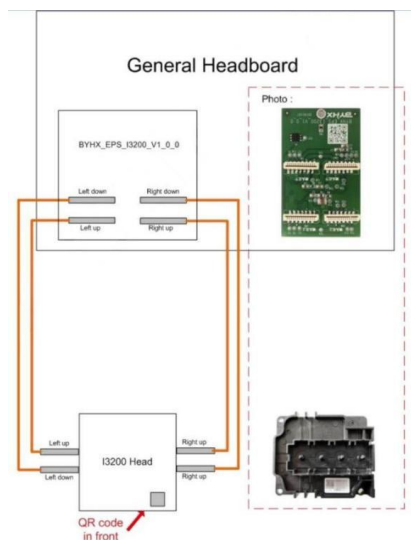 General Headboard
Photo :
BYHX_EPS_I3200_V1_0_0
Left down
Right down
Left up
Right up
Left up
Right up
I3200 Head
Left down
Right up
QR code
in front